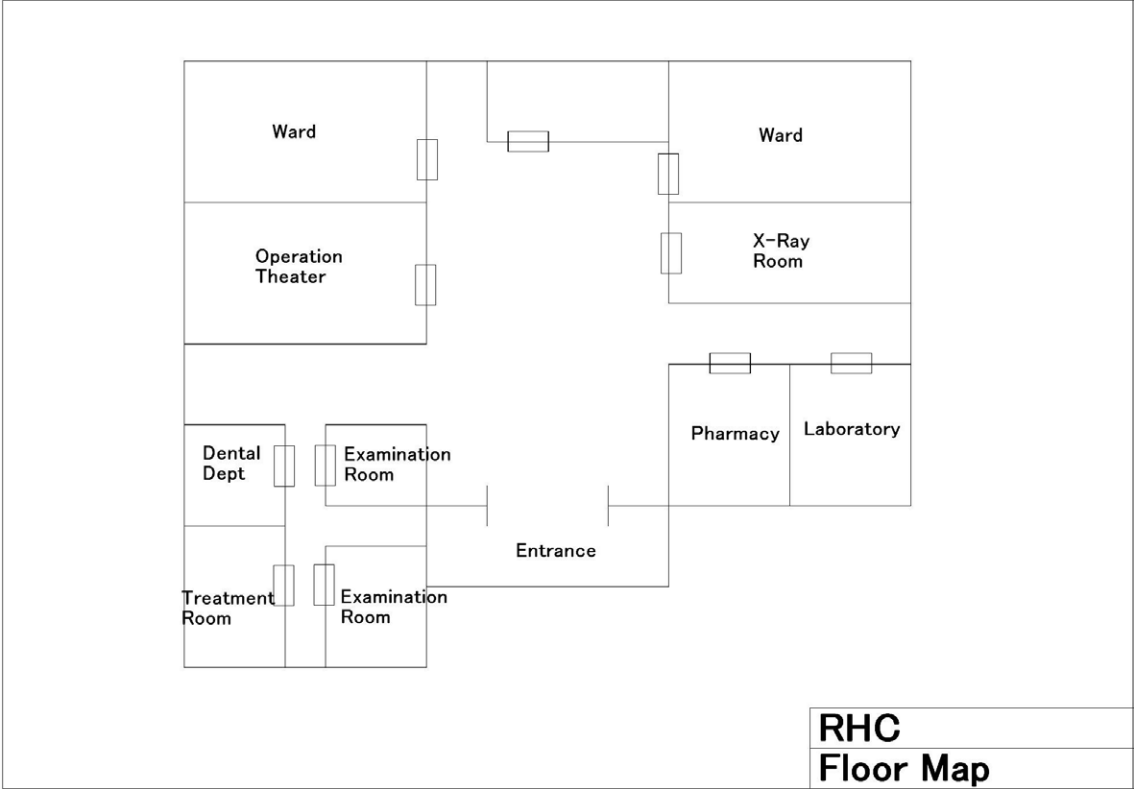 Ward
Ward
Operation
Theater
X-Ray
Room
Dental
Dept
Examination
Room
Pharmacy
Laboratory
Entrance
Treatment
Room
Examination
Room
RHC
Floor Map